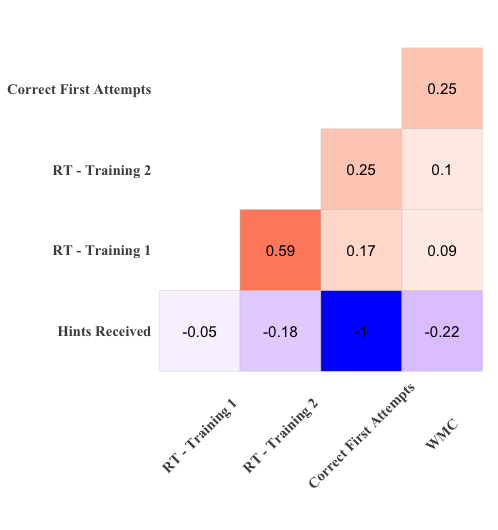 Correct First Attempts 0.25
RT - Training 2 0.25 0.1
RT - Training 1 0.59 0.17 0.09
Hints Received -0.05 -0.18 -1 -0.22
RT - Training 1
RT - Training 2
Correct First Attempts
WMC